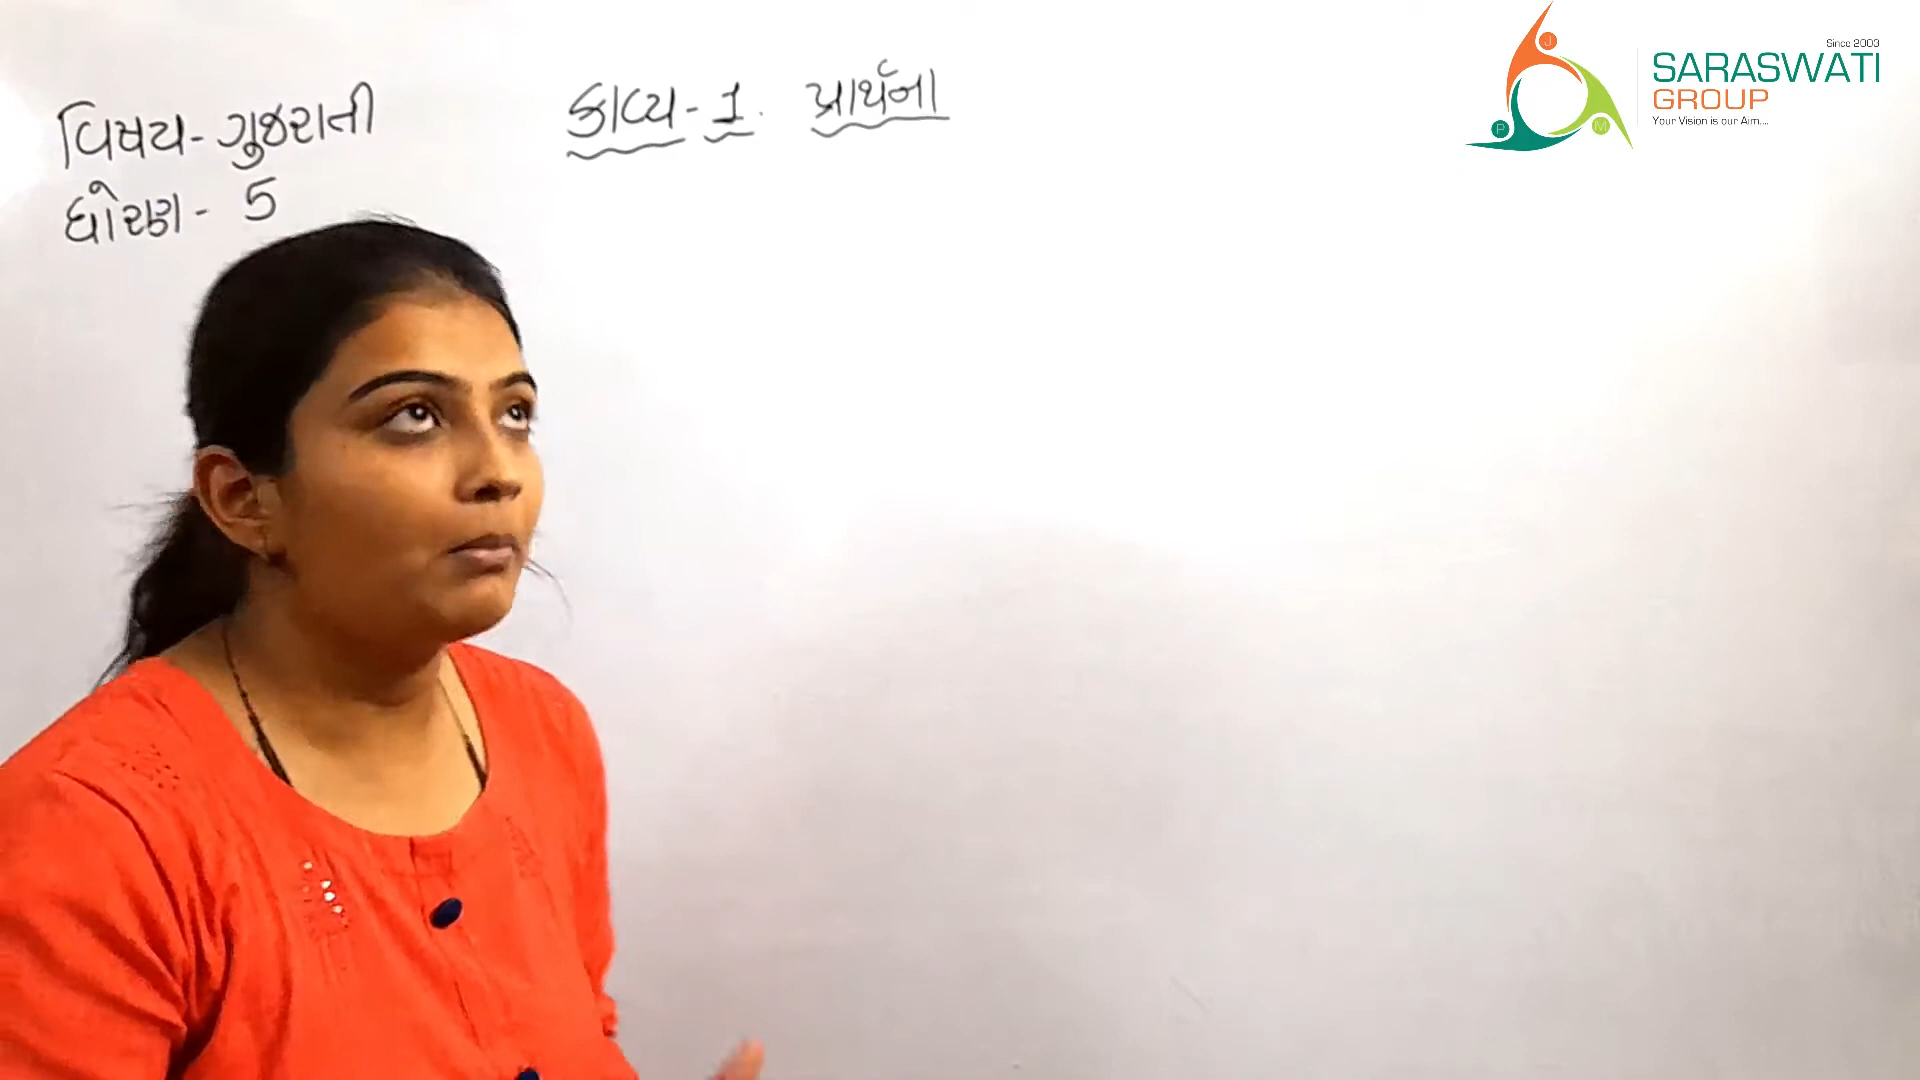 વિષય - ગુજરાતી
ધોરણ - 5
કાવ્ય - 1. પ્રાર્થના
Since 2003
SARASWATI
GROUP
Your Vision is our Aim....
J
P
M